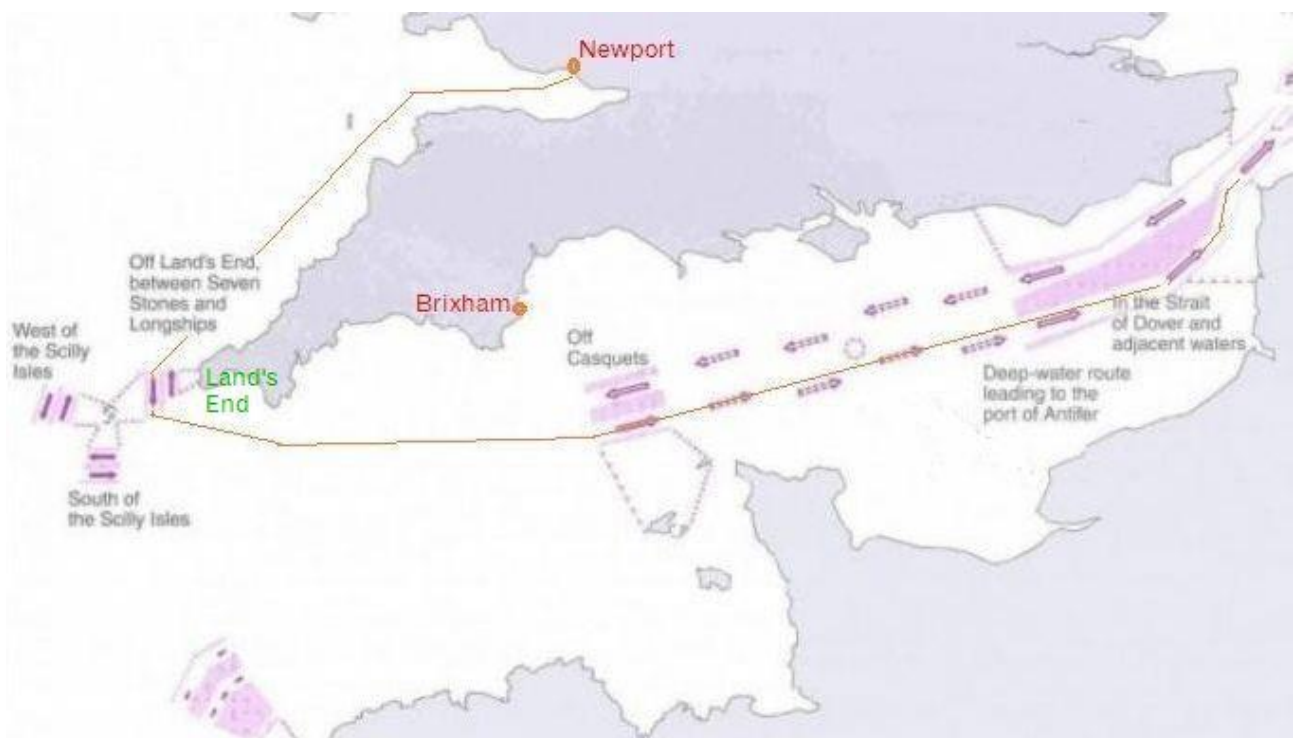 Newport
Off Land's End,
between Seven
Stones and
Longships
Brixham
West of
the Scilly
Isles
Land's
End
Off
Casquets
In the Strait
of Dover and
adjacent waters
Deep-water route
leading to the
port of Antifer
South of
the Scilly Isles